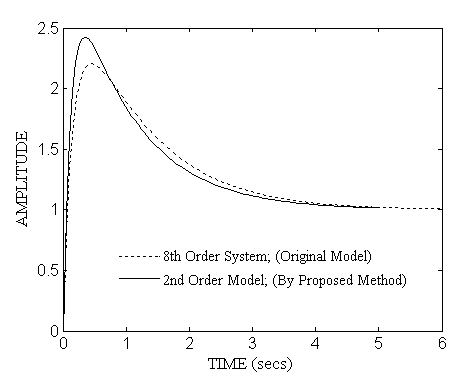 2.5
2
1.5
1
0.5
0
AMPLITUDE
8th Order System; (Original Model)
2nd Order Model; (By Proposed Method)
0 1 2 3 4 5 6
TIME (secs)